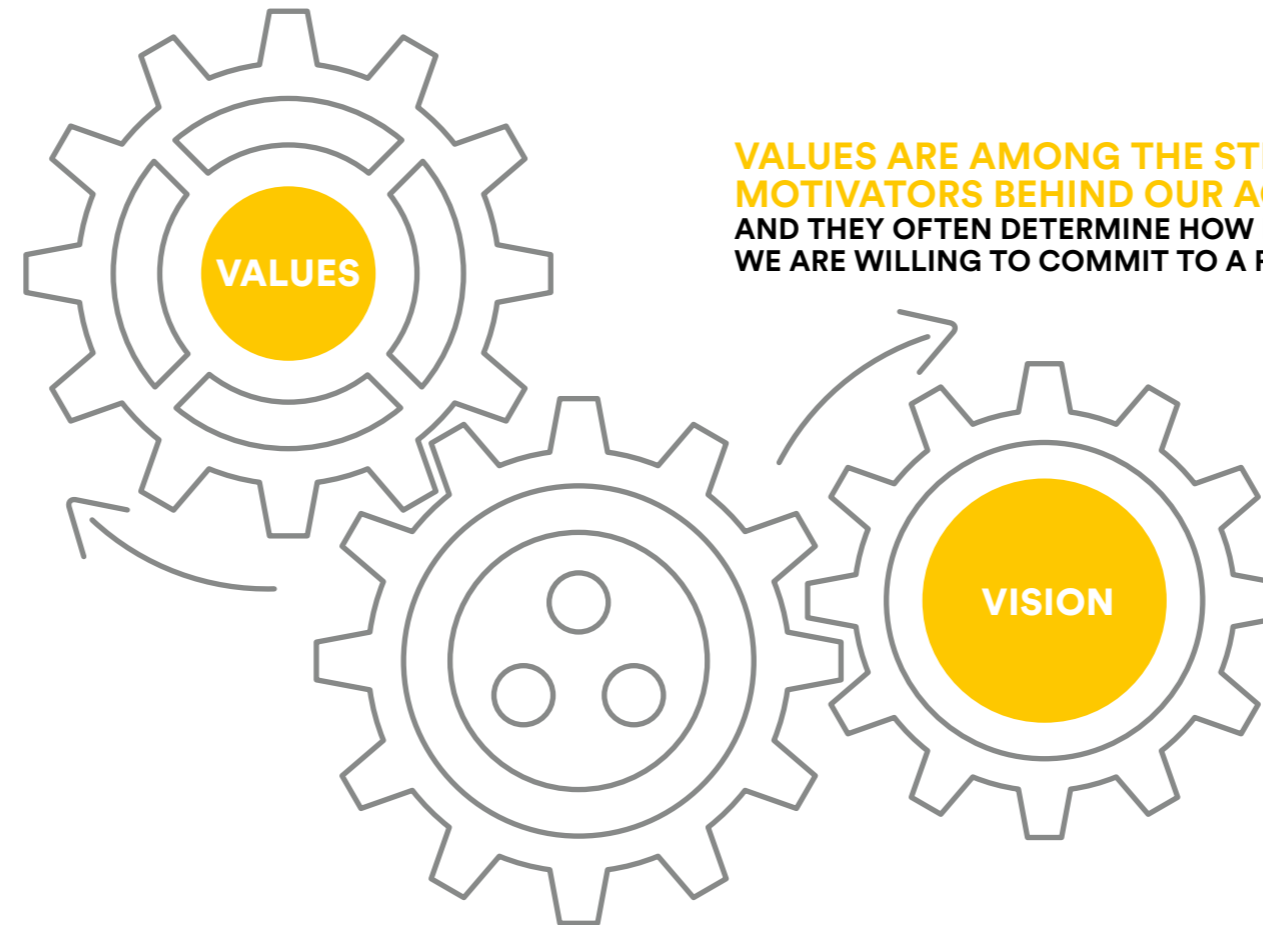 VALUES ARE AMONG THE
MOTIVATORS BEHIND OUR
AND THEY OFTEN DETERMINE HOW
WE ARE WILLING TO COMMIT TO A
VALUES
VISION